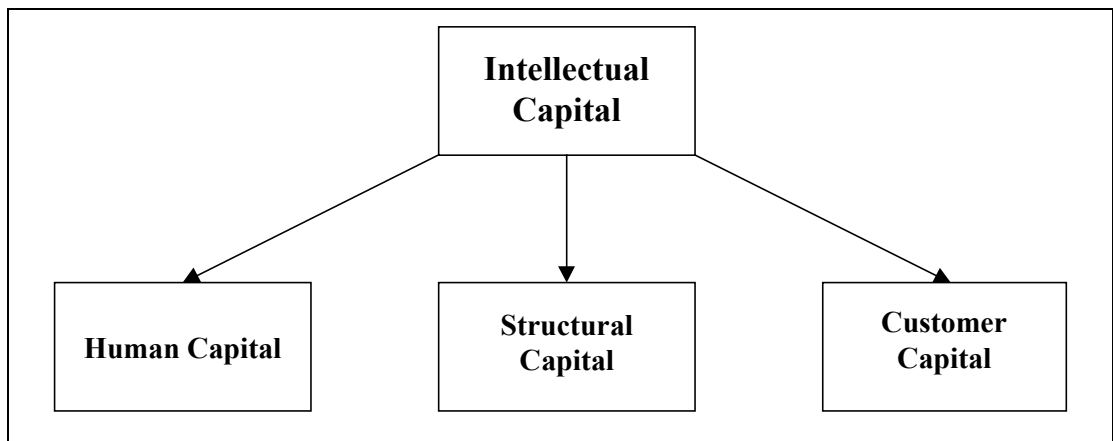 Intellectual
Capital
Human Capital
Structural
Capital
Customer
Capital